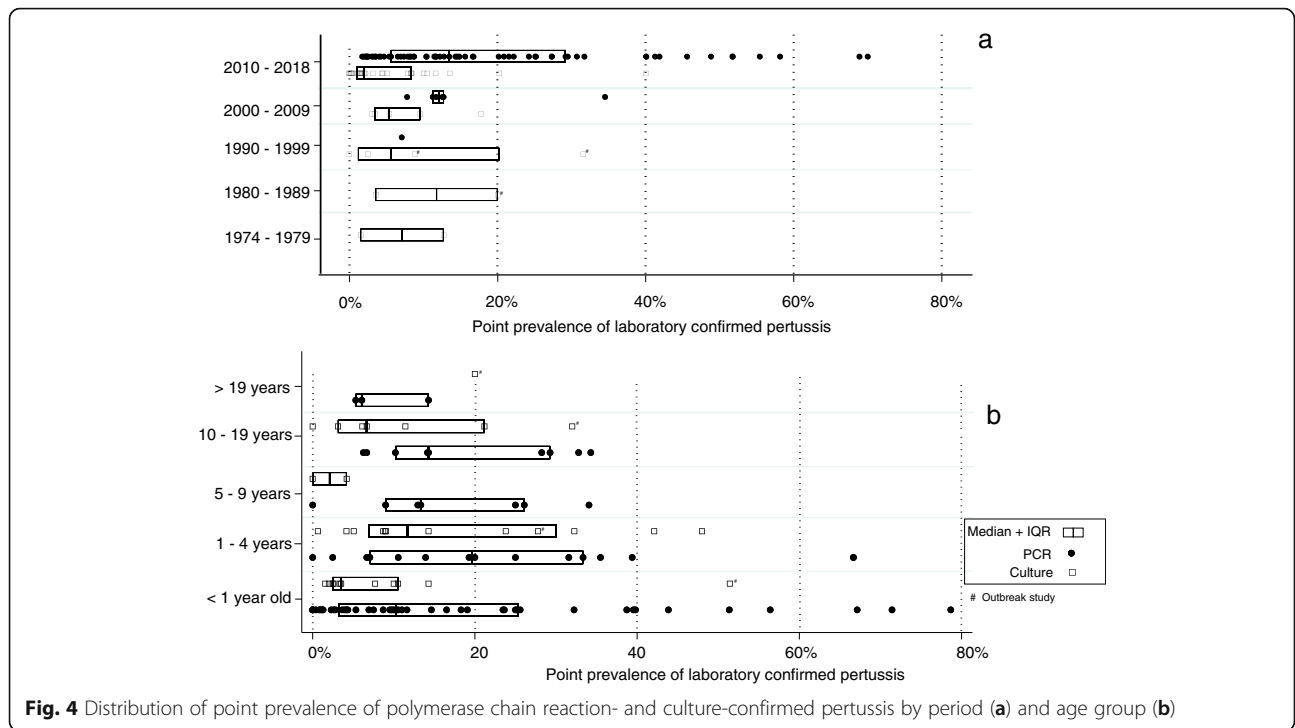 a
2010 - 2018
2000 - 2009
1990 - 1999
#
#
1980 - 1989
#
1974 - 1979
0% 20% 40% 60% 80%
Point prevalence of laboratory confirmed pertussis
b
> 19 years
#
10 - 19 years
#
5 - 9 years
1 - 4 years
#
< 1 year old
#
Median + IQR
PCR
Culture
# Outbreak study
0% 20 40 60% 80%
Point prevalence of laboratory confirmed pertussis
Fig. 4 Distribution of point prevalence of polymerase chain reaction- and culture-confirmed pertussis by period (a) and age group (b)